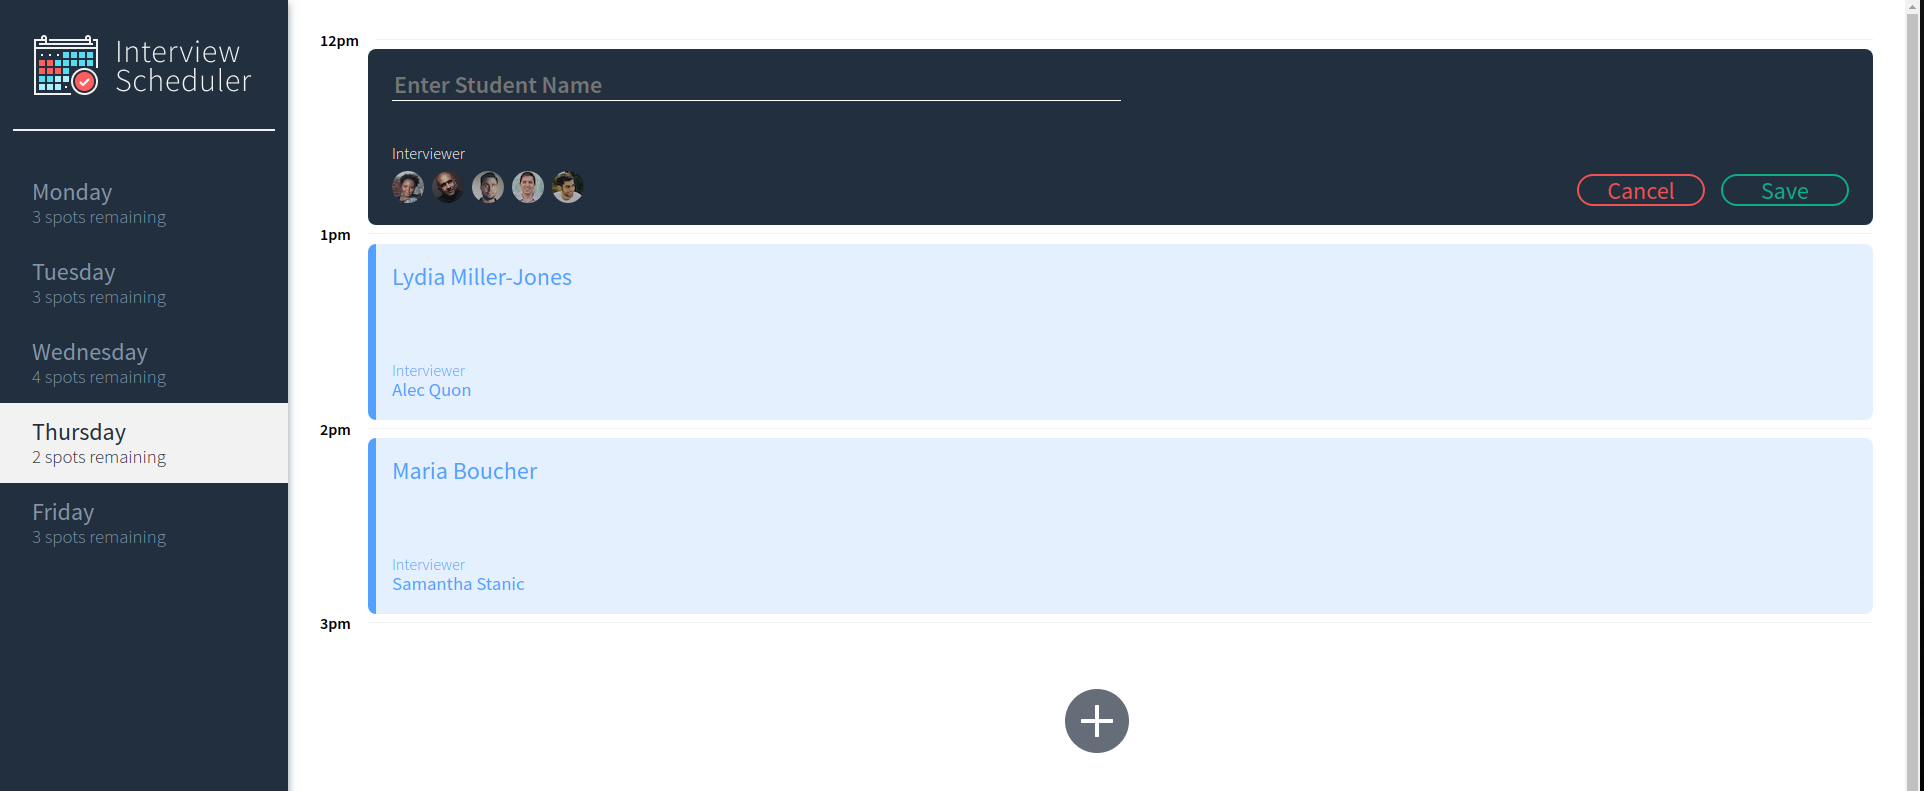 Interview
Scheduler
Monday
3 spots remaining
Tuesday
3 spots remaining
Wednesday
4 spots remaining
Thursday
2 spots remaining
Friday
3 spots remaining
12pm
Enter Student Name
Interviewer
Cancel
Save
1pm
Lydia Miller-Jones
Interviewer
Alec Quon
2pm
Maria Boucher
Interviewer
Samantha Stanic
3pm